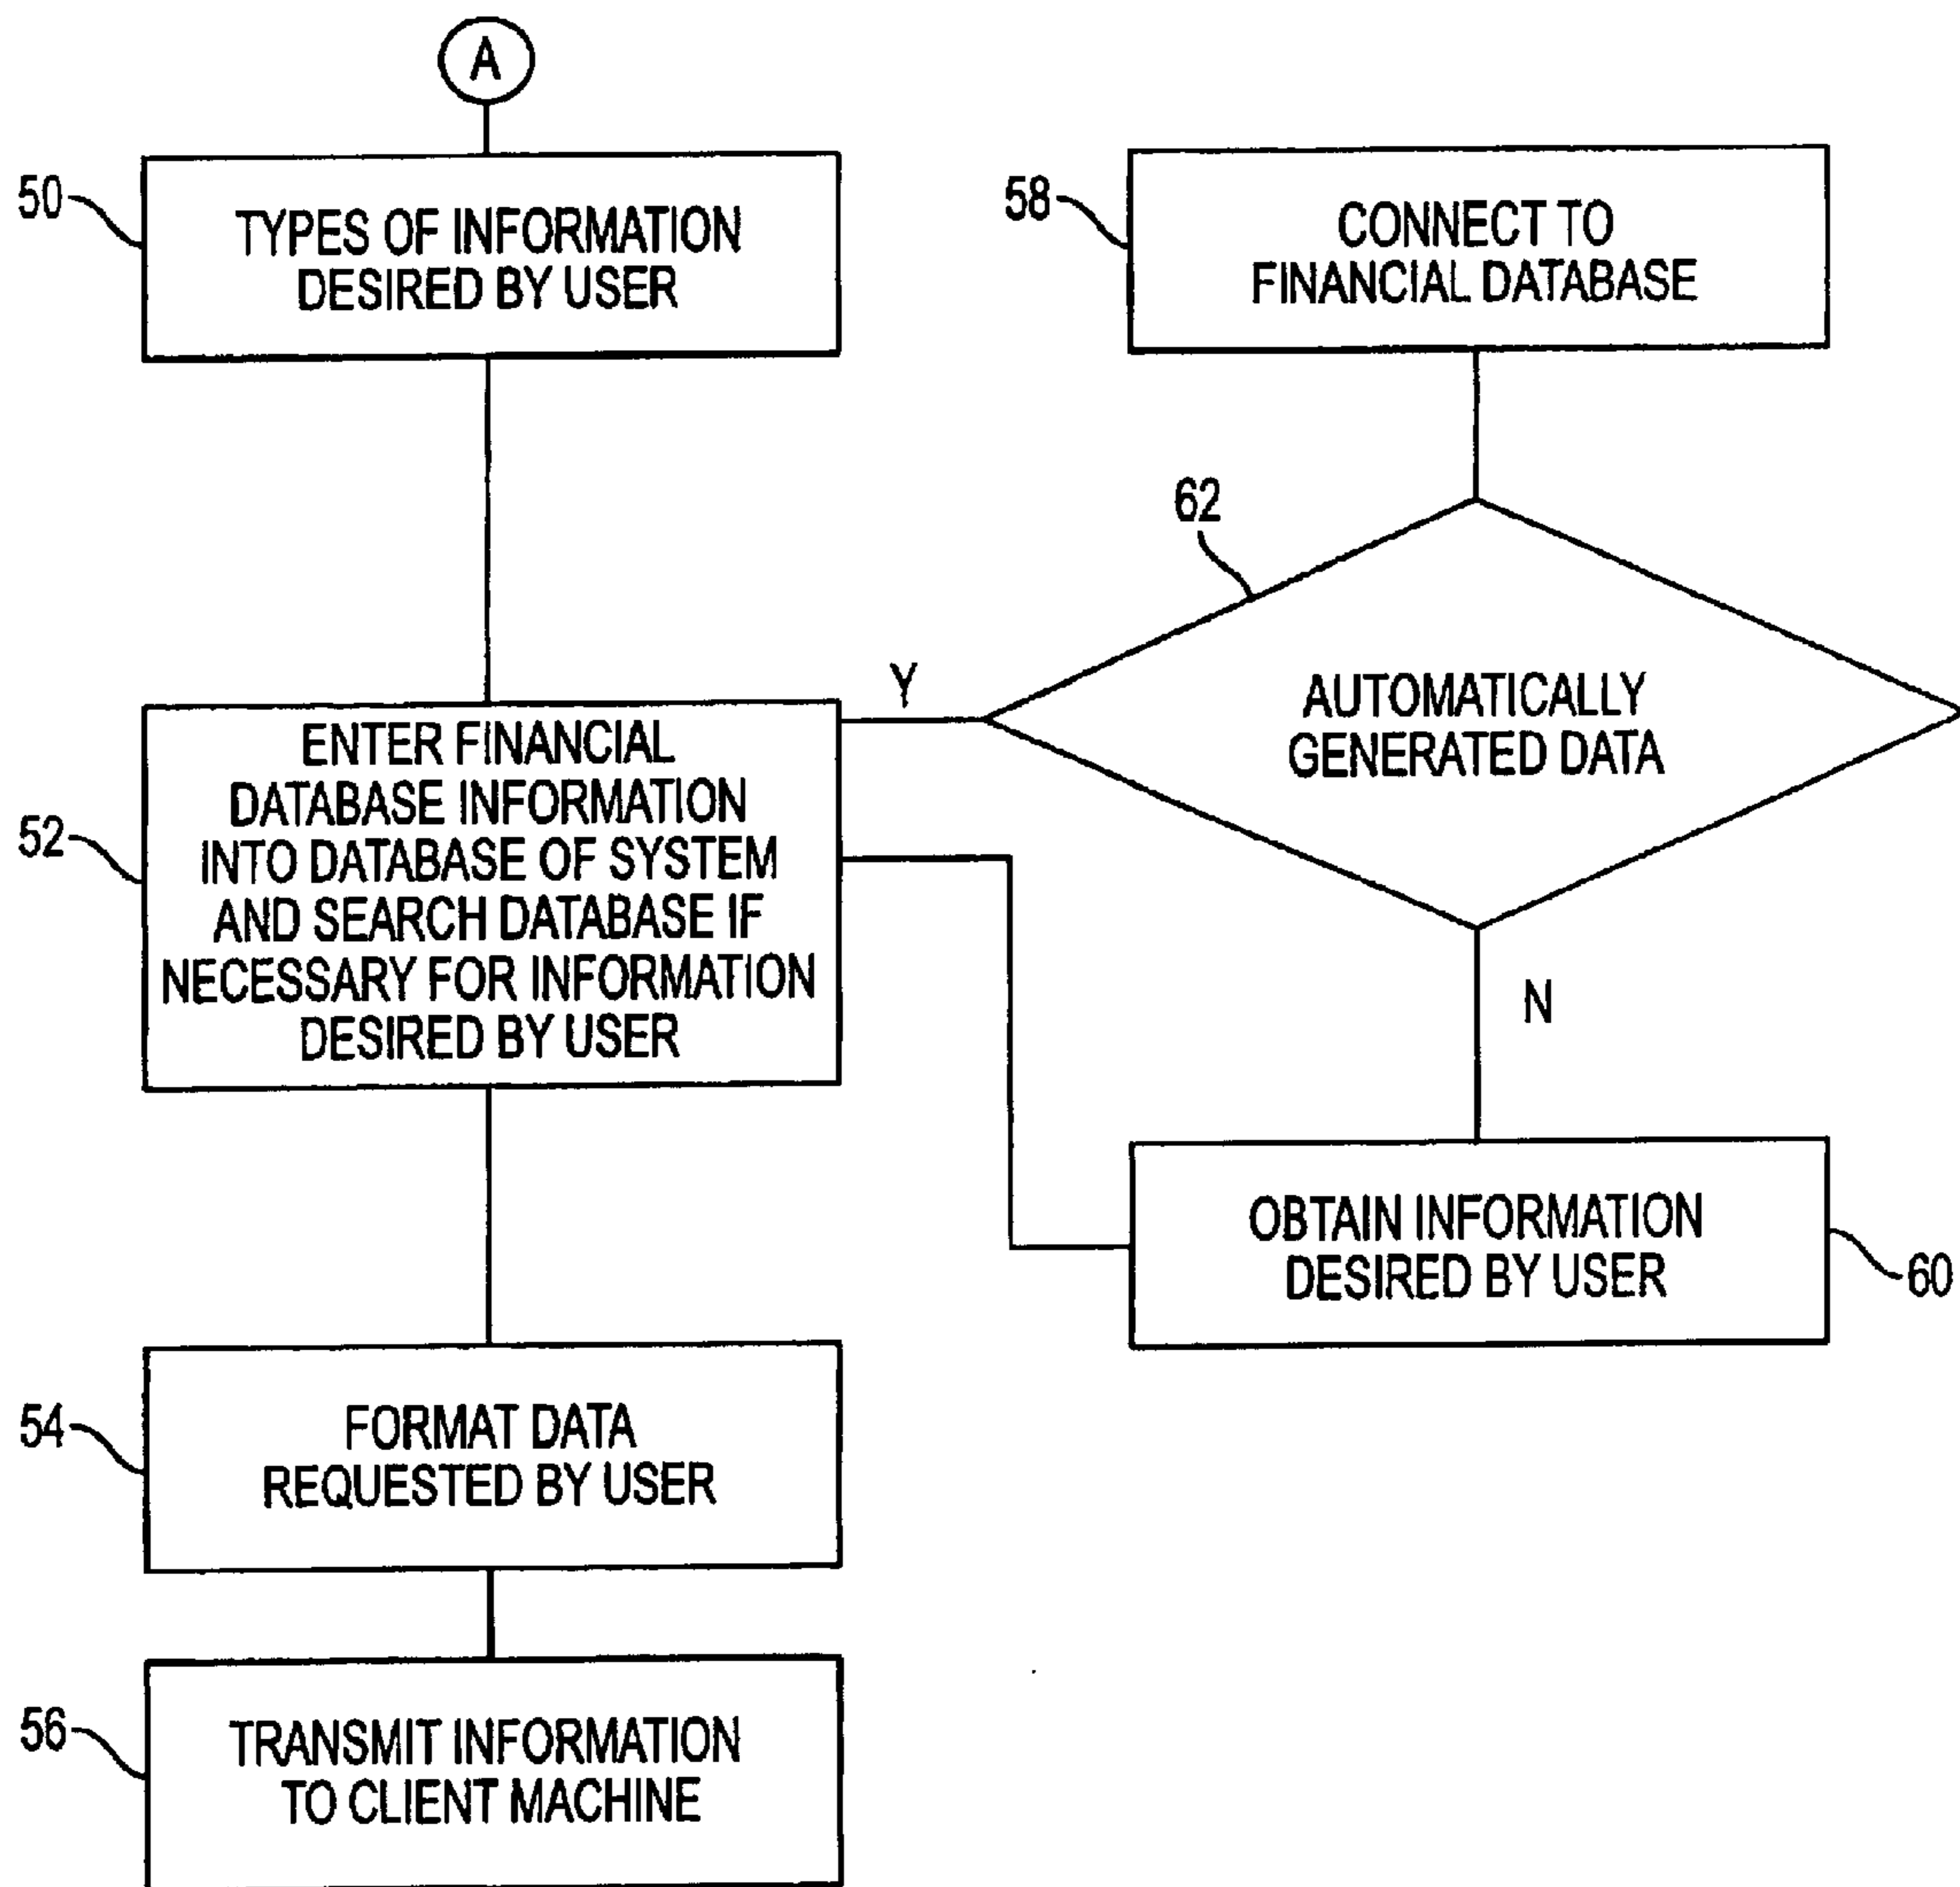 A
50
TYPES OF INFORMATION
DESIRED BY USER
58
CONNECT TO
FINANCIAL DATABASE
62
AUTOMATICALLY
GENERATED DATA
Y
N
52
ENTER FINANCIAL
DATABASE INFORMATION
INTO DATABASE OF SYSTEM
AND SEARCH DATABASE IF
NECESSARY FOR INFORMATION
DESIRED BY USER
OBTAIN INFORMATION
DESIRED BY USER
60
54
FORMAT DATA
REQUESTED BY USER
56
TRANSMIT INFORMATION
TO CLIENT MACHINE